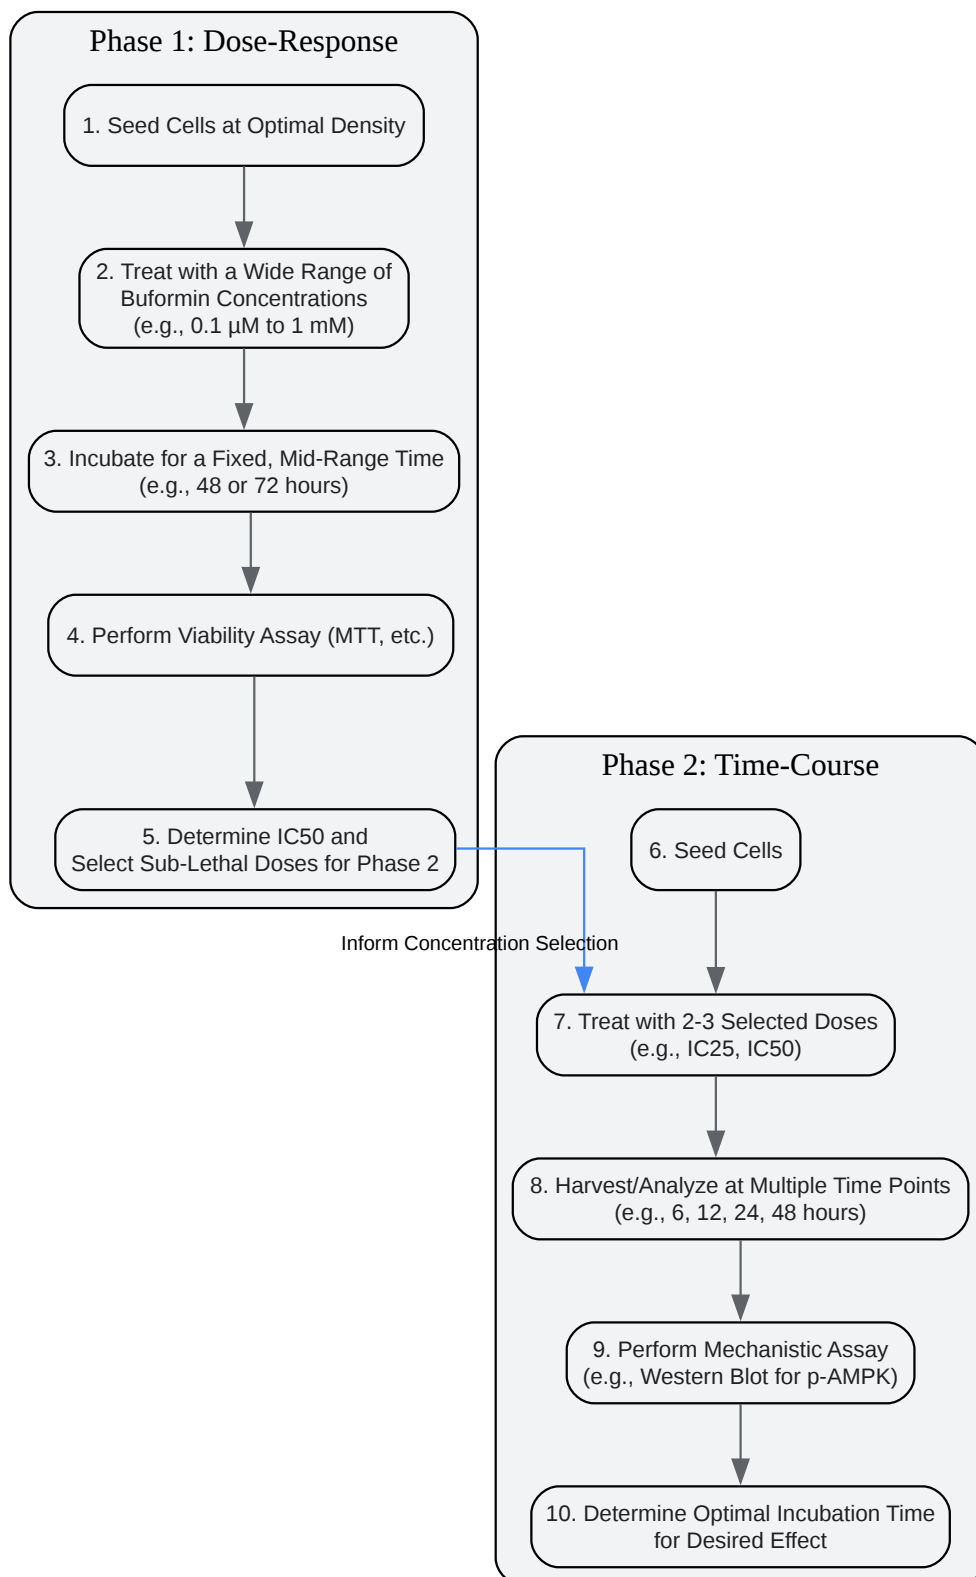 Phase 1: Dose-Response
1. Seed Cells at Optimal Density
2. Treat with a Wide Range of
Buformin Concentrations
(e.g., 0.1 µM to 1 mM)
3. Incubate for a Fixed, Mid-Range Time
(e.g., 48 or 72 hours)
4. Perform Viability Assay (MTT, etc.)
5. Determine IC50 and
Select Sub-Lethal Doses for Phase 2
Inform Concentration Selection
Phase 2: Time-Course
6. Seed Cells
7. Treat with 2-3 Selected Doses
(e.g., IC25, IC50)
8. Harvest/Analyze at Multiple Time Points
(e.g., 6, 12, 24, 48 hours)
9. Perform Mechanistic Assay
(e.g., Western Blot for p-AMPK)
10. Determine Optimal Incubation Time
for Desired Effect